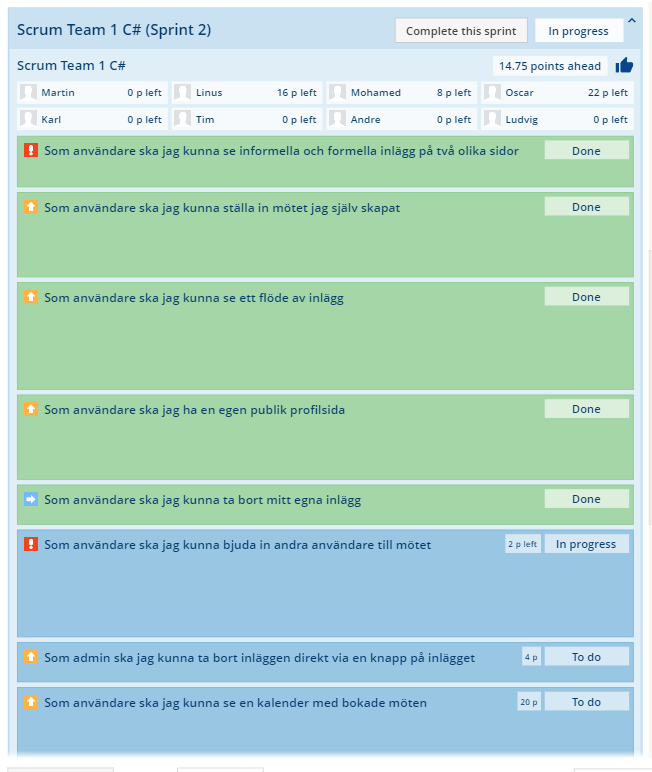 Scrum Team 1 C# (Sprint 2) Complete this sprint In progress
Scrum Team 1 C# 14.75 points ahead
Martin 0 p left Linus 16 p left Mohamed 8 p left Oscar 22 p left
Karl 0 p left Tim 0 p left Andre 0 p left Ludvig 0 p left
Som användare ska jag kunna se informella och formella inlägg på två olika sidor Done
Som användare ska jag kunna ställa in mötet jag själv skapat Done
Som användare ska jag kunna se ett flöde av inlägg Done
Som användare ska jag ha en egen publik profilsida Done
Som användare ska jag kunna ta bort mitt egna inlägg Done
Som användare ska jag kunna bjuda in andra användare till mötet 2 p left In progress
Som admin ska jag kunna ta bort inläggen direkt via en knapp på inlägget 4 p To do
Som användare ska jag kunna se en kalender med bokade möten 20 p To do